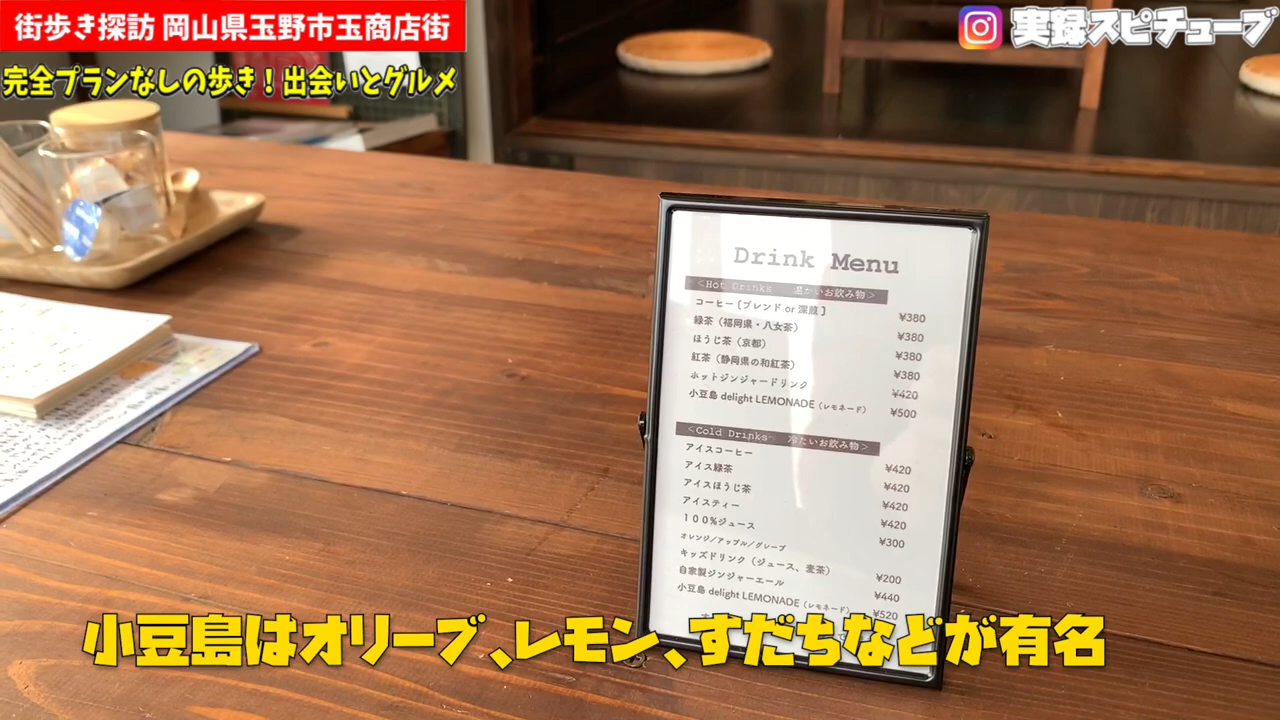 街歩き探訪 岡山県玉野市玉商店街
完全プランなしの歩き！出会いとグルメ
実録スピチューブ
Drink Menu
＜Hot Drinks 温かいお飲み物＞
コーヒー［ブレンド or 深煎］ ¥380
緑茶（福岡県・八女茶） ¥380
ほうじ茶（京都） ¥380
紅茶（静岡県の和紅茶） ¥380
ホットジンジャードリンク ¥420
小豆島 delight LEMONADE（レモネード） ¥500
＜Cold Drinks 冷たいお飲み物＞
アイスコーヒー ¥420
アイス緑茶 ¥420
アイスほうじ茶 ¥420
アイスティー ¥420
１００%ジュース ¥300
オレンジ／アップル／グレープ
キッズドリンク（ジュース、麦茶） ¥200
自家製ジンジャーエール ¥440
小豆島 delight LEMONADE（レモネード） ¥520
小豆島はオリーブ、レモン、すだちなどが有名